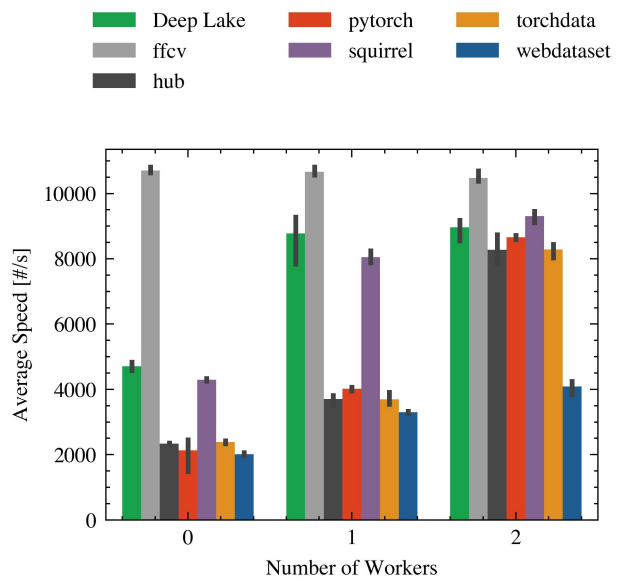 Deep Lake
pytorch
torchdata
ffcv
squirrel
webdataset
hub
Average Speed [#/s]
10000
8000
6000
4000
2000
0
0
1
2
Number of Workers